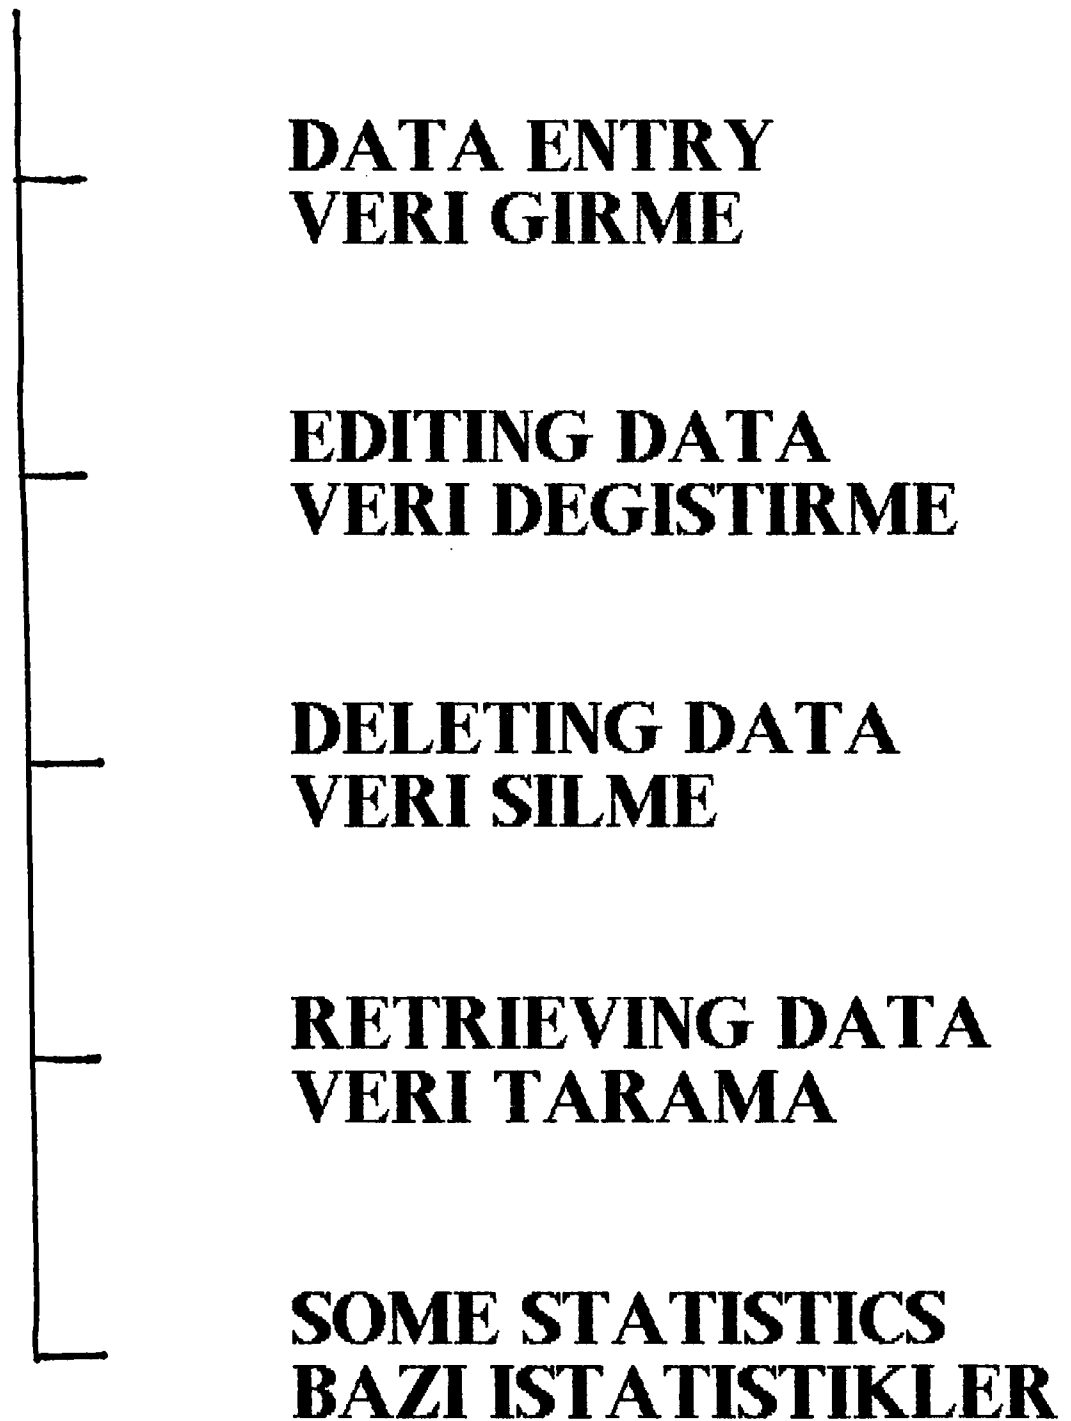 DATA ENTRY
VERI GIRME
EDITING DATA
VERI DEGISTIRME
DELETING DATA
VERI SILME
RETRIEVING DATA
VERI TARAMA
SOME STATISTICS
BAZI ISTATISTIKLER